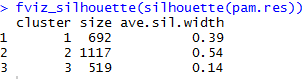 > fviz_silhouette(silhouette(pam.res))
  cluster size ave.sil.width
1       1  692          0.39
2       2 1117          0.54
3       3  519          0.14